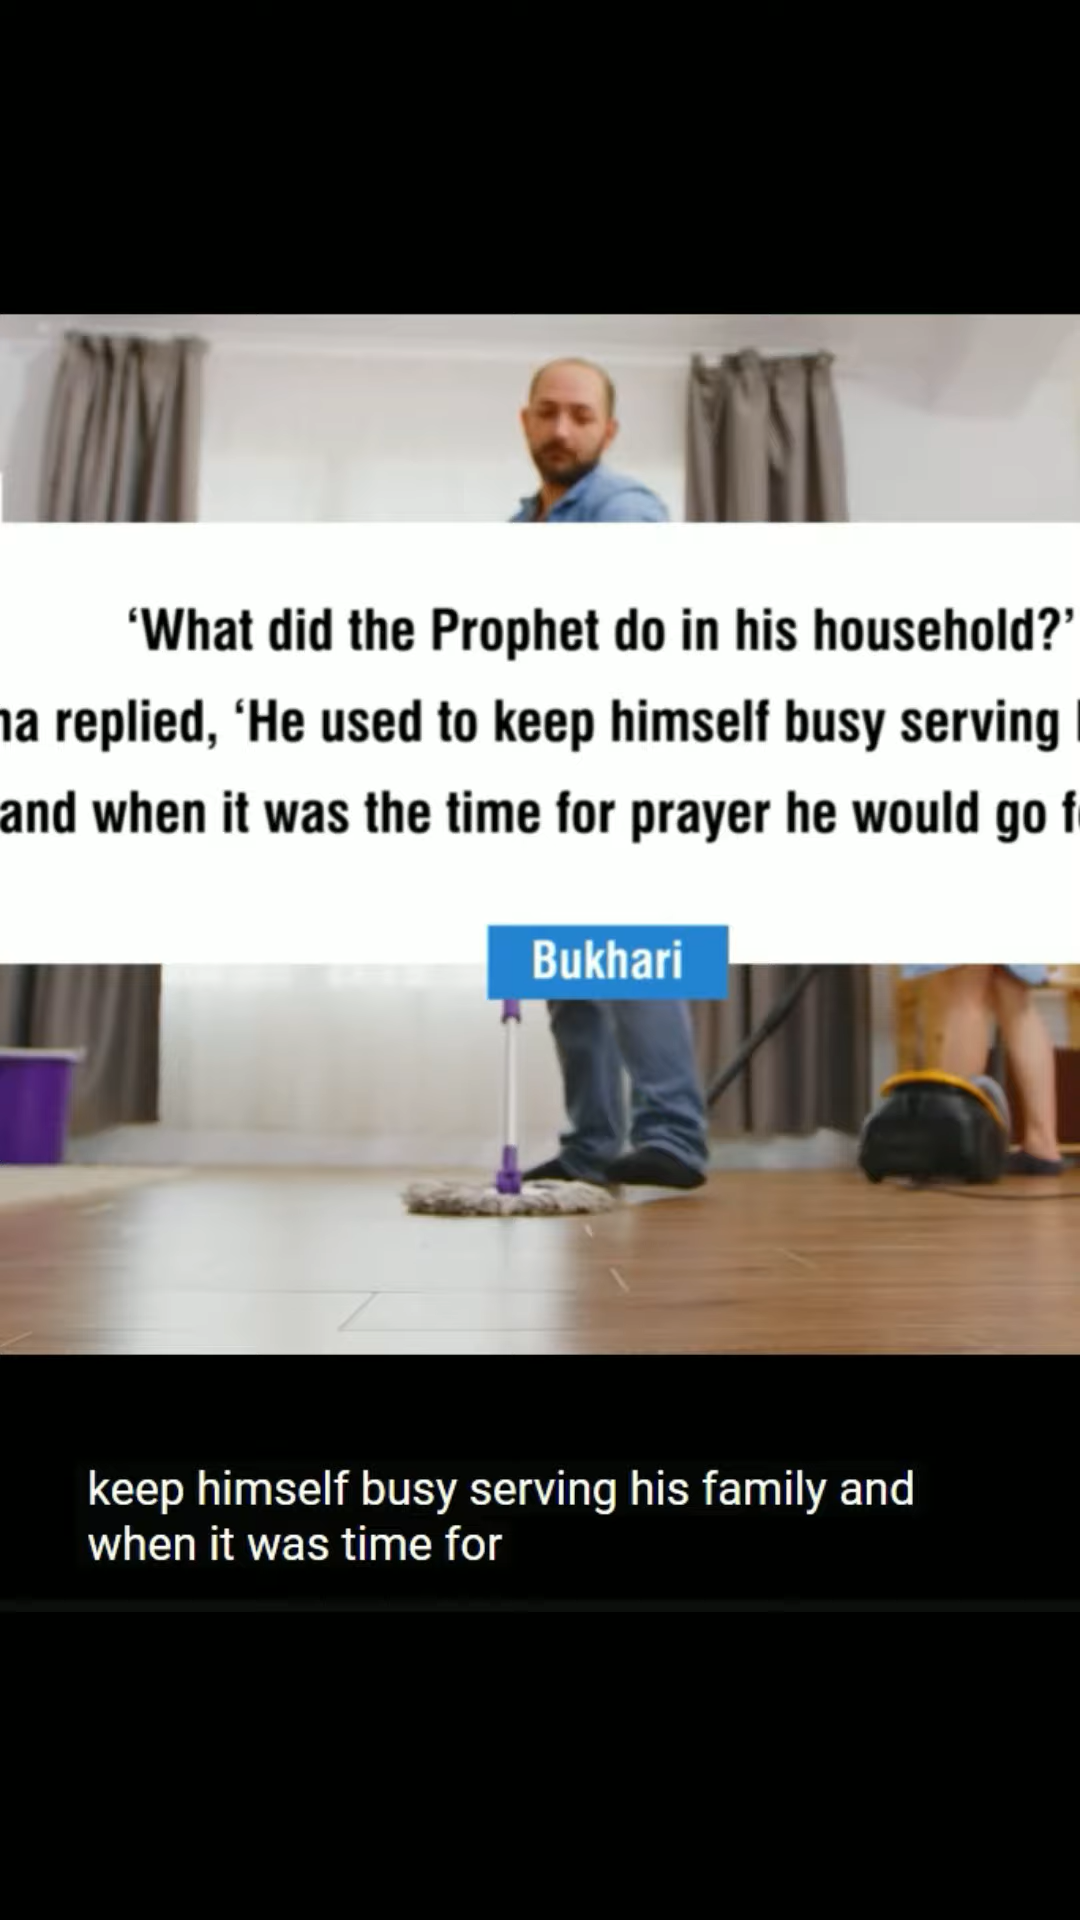 ‘What did the Prophet do in his household?’
replied, ‘He used to keep himself busy serving
and when it was the time for prayer he would go
Bukhari
keep himself busy serving his family and
when it was time for